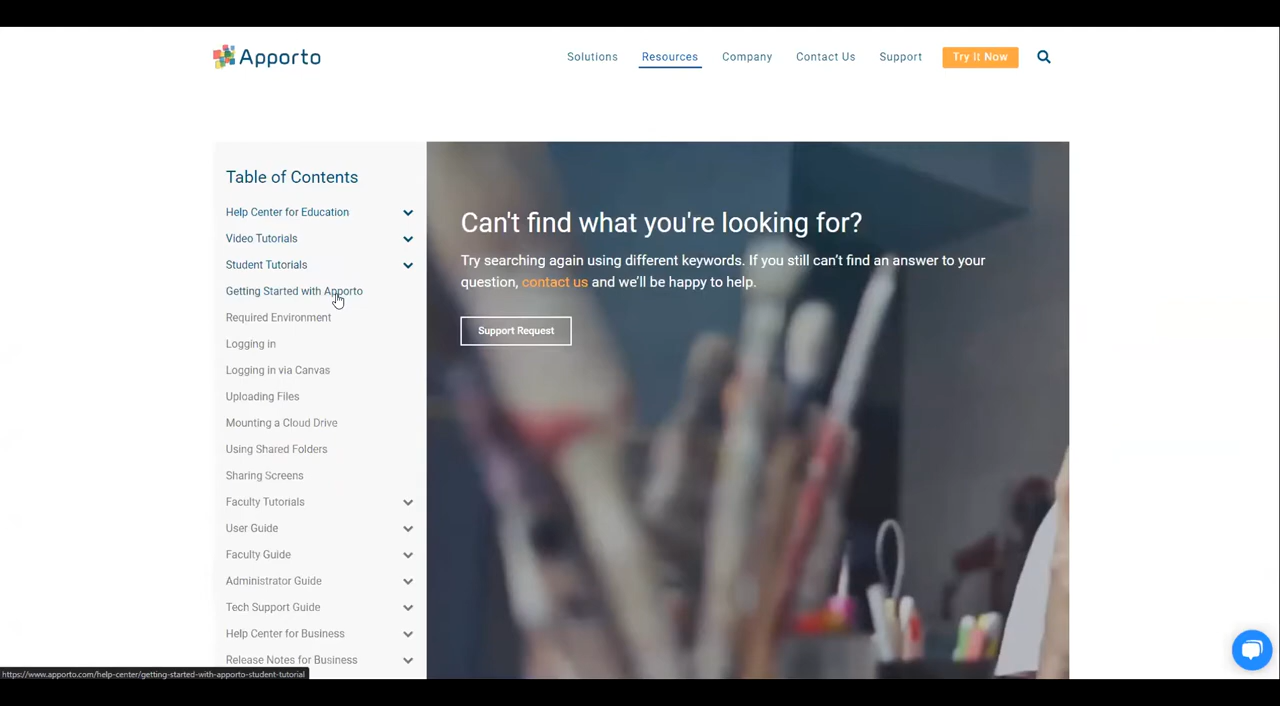 Apporto
Solutions
Resources
Company
Contact Us
Support
Try It Now
Table of Contents
Help Center for Education
Video Tutorials
Student Tutorials
Getting Started with Apporto
Required Environment
Logging in
Logging in via Canvas
Uploading Files
Mounting a Cloud Drive
Using Shared Folders
Sharing Screens
Faculty Tutorials
User Guide
Faculty Guide
Administrator Guide
Tech Support Guide
Help Center for Business
Release Notes for Business
Can't find what you're looking for?
Try searching again using different keywords. If you still can't find an answer to your
question, contact us and we'll be happy to help.
Support Request
https://www.apporto.com/help-center/getting-started-with-apporto-student-tutorial